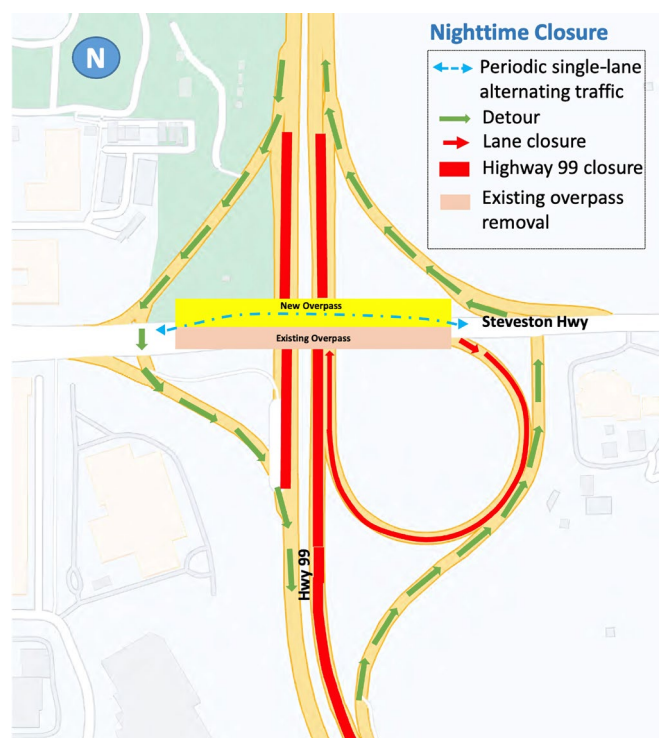 Nighttime Closure
N
Periodic single-lane
alternating traffic
Detour
Lane closure
Highway 99 closure
Existing overpass
removal
New Overpass
Steveston Hwy
Existing Overpass
Hwy 99